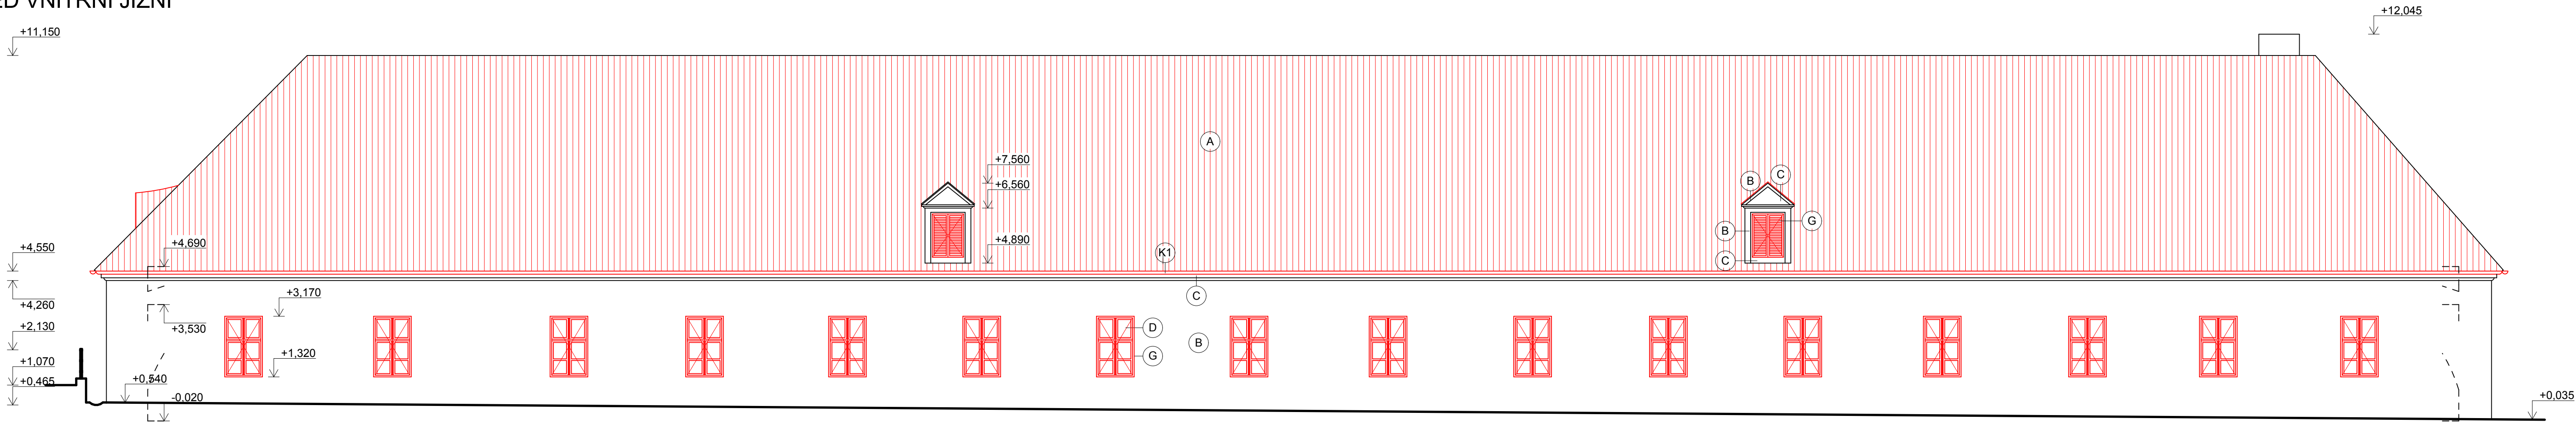 ED VNITŘNÍ JIŽNÍ
+12,045
+11,150
A
+7,560
B
C
+6,560
G
B
+4,690
+4,890
+4,550
K1
C
+3,170
C
+4,260
+2,130
+3,530
D
B
+1,320
G
+1,070
+0,465
+0,540
-0,020
+0,035